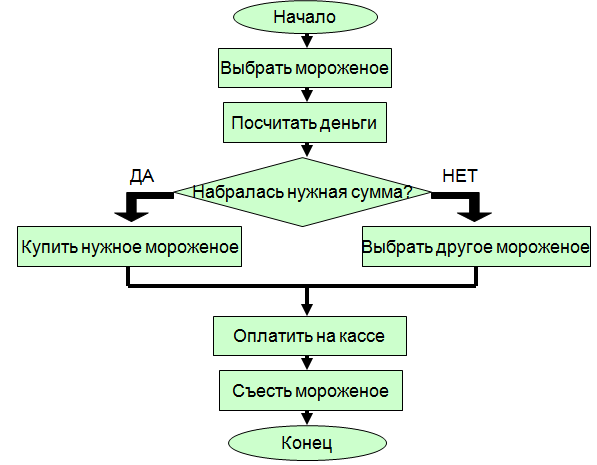 Начало
Выбрать мороженое
Посчитать деньги
ДА
НЕТ
Набралась нужная сумма?
Купить нужное мороженое
Выбрать другое мороженое
Оплатить на кассе
Съесть мороженое
Конец